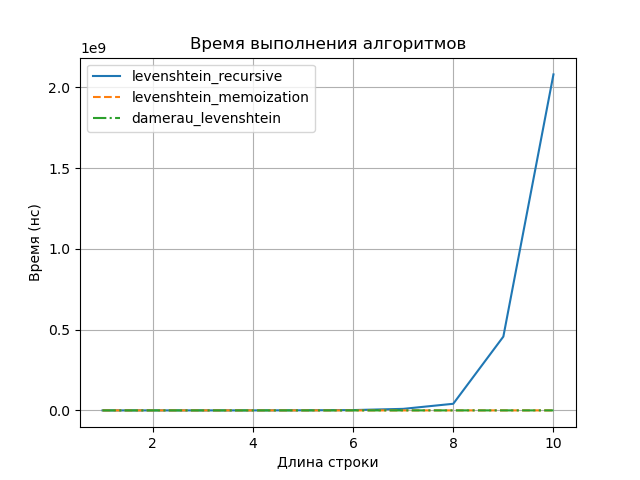 Время выполнения алгоритмов
1e9
levenshtein_recursive
levenshtein_memoization
damerau_levenshtein
2.0
1.5
1.0
0.5
0.0
Время (нс)
2 4 6 8 10
Длина строки